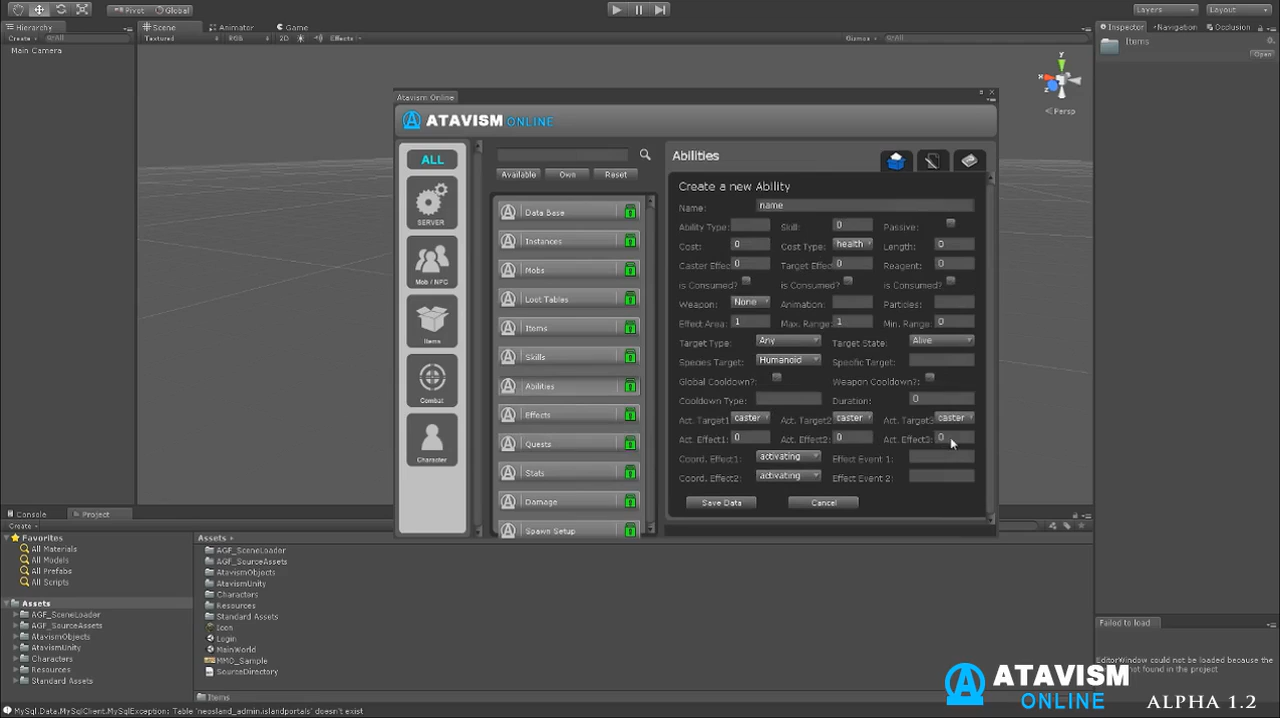 Pivot Global Layers Layout
Hierarchy Scene Animator Game Inspector Navigation Occlusion
Create All Textured RGB 2D Effects Gizmos All Items
Main Camera Open
Persp
Atavism Online
ATAVISM ONLINE
ALL
SERVER
Mob / NPC
Items
Combat
Character
Available Own Reset
Data Base
Instances
Mobs
Loot Tables
Items
Skills
Abilities
Effects
Quests
Stats
Damage
Spawn Setup
Abilities
Create a new Ability
Name: name
Ability Type: Skill: 0 Passive:
Cost: 0 Cost Type: health Length: 0
Caster Effec 0 Target Effec 0 Reagent: 0
is Consumed? is Consumed? is Consumed?
Weapon: None Animation: Particles:
Effect Area: 1 Max. Range 1 Min. Range: 0
Target Type: Any Target State: Alive
Species Target: Humanoid Specific Target:
Global Cooldown?: Weapon Cooldown?:
Cooldown Type: Duration: 0
Act. Target1 caster Act. Target2 caster Act. Target3 caster
Act. Effect1: 0 Act. Effect2: 0 Act. Effect3: 0
Coord. Effect1: activating Effect Event 1:
Coord. Effect2: activating Effect Event 2:
Save Data Cancel
Console Project
Create
Favorites
All Materials
All Models
All Prefabs
All Scripts
Assets
AGF_SceneLoader
AGF_SourceAssets
AtavismObjects
AtavismUnity
Characters
Resources
Standard Assets
Assets
AGF_SceneLoader
AGF_SourceAssets
AtavismObjects
AtavismUnity
Characters
Resources
Standard Assets
Icon
Login
MainWorld
MMO_Sample
SourceDirectory
Items
Failed to load
EditorWindow could not be loaded because the
not found in the project
ATAVISM
ONLINE ALPHA 1.2
MySql.Data.MySqlClient.MySqlException: Table 'neosland_admin.islandportals' doesn't exist